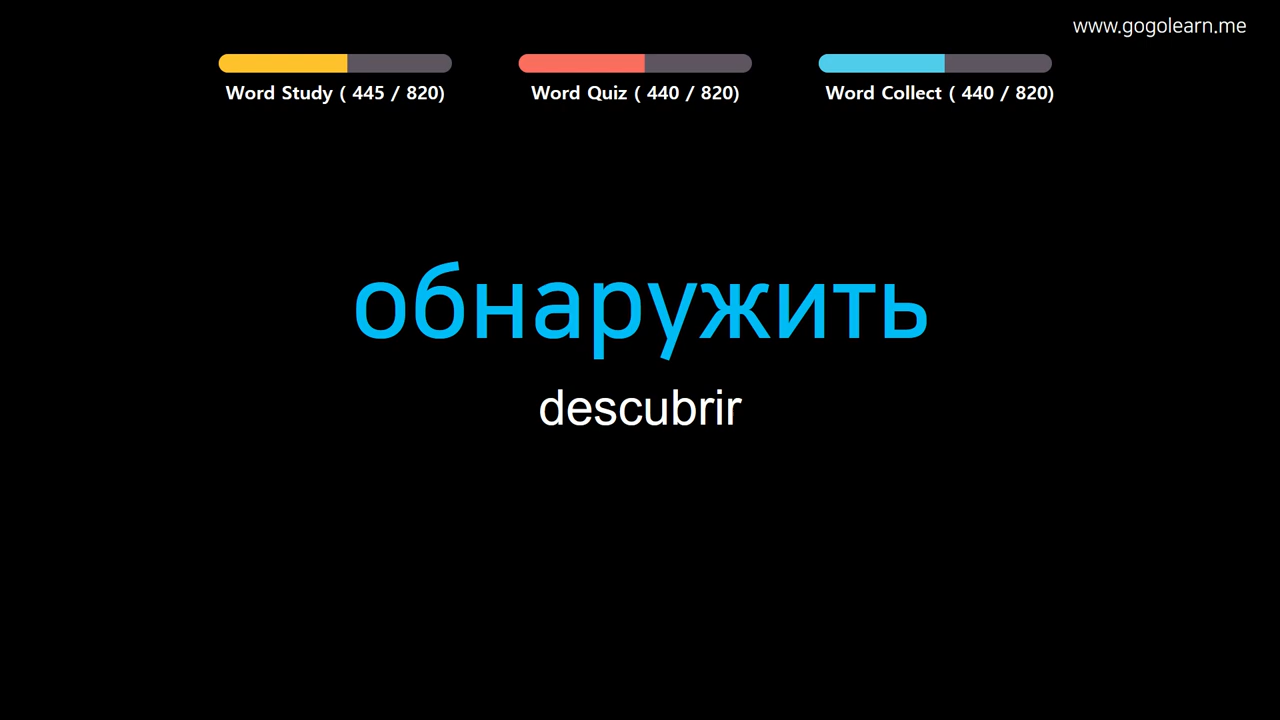 www.gogolearn.me
Word Study ( 445 / 820)
Word Quiz ( 440 / 820)
Word Collect ( 440 / 820)
обнаружить
descubrir